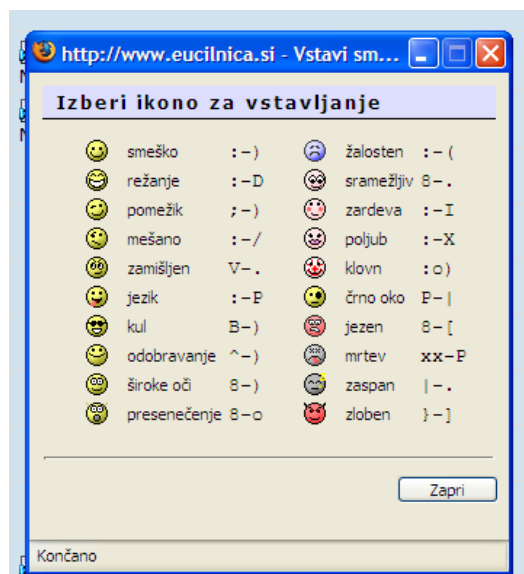 http://www.eucilnica.si - Vstavi sm...
Izberi ikono za vstavljanje
smeško :-) žalosten :-(
režanje :-D sramežljiv 8-.
pomežik ;-) zardeva :-I
mešano :-/ poljub :-X
zamišljen V-. klovn :o)
jezik :-P črno oko P-|
kul B-) jezen 8-[
odobravanje ^-) mrtev xx-P
široke oči 8-) zaspan |-.
presenečenje 8-o zloben }-]
Zapri
Končano